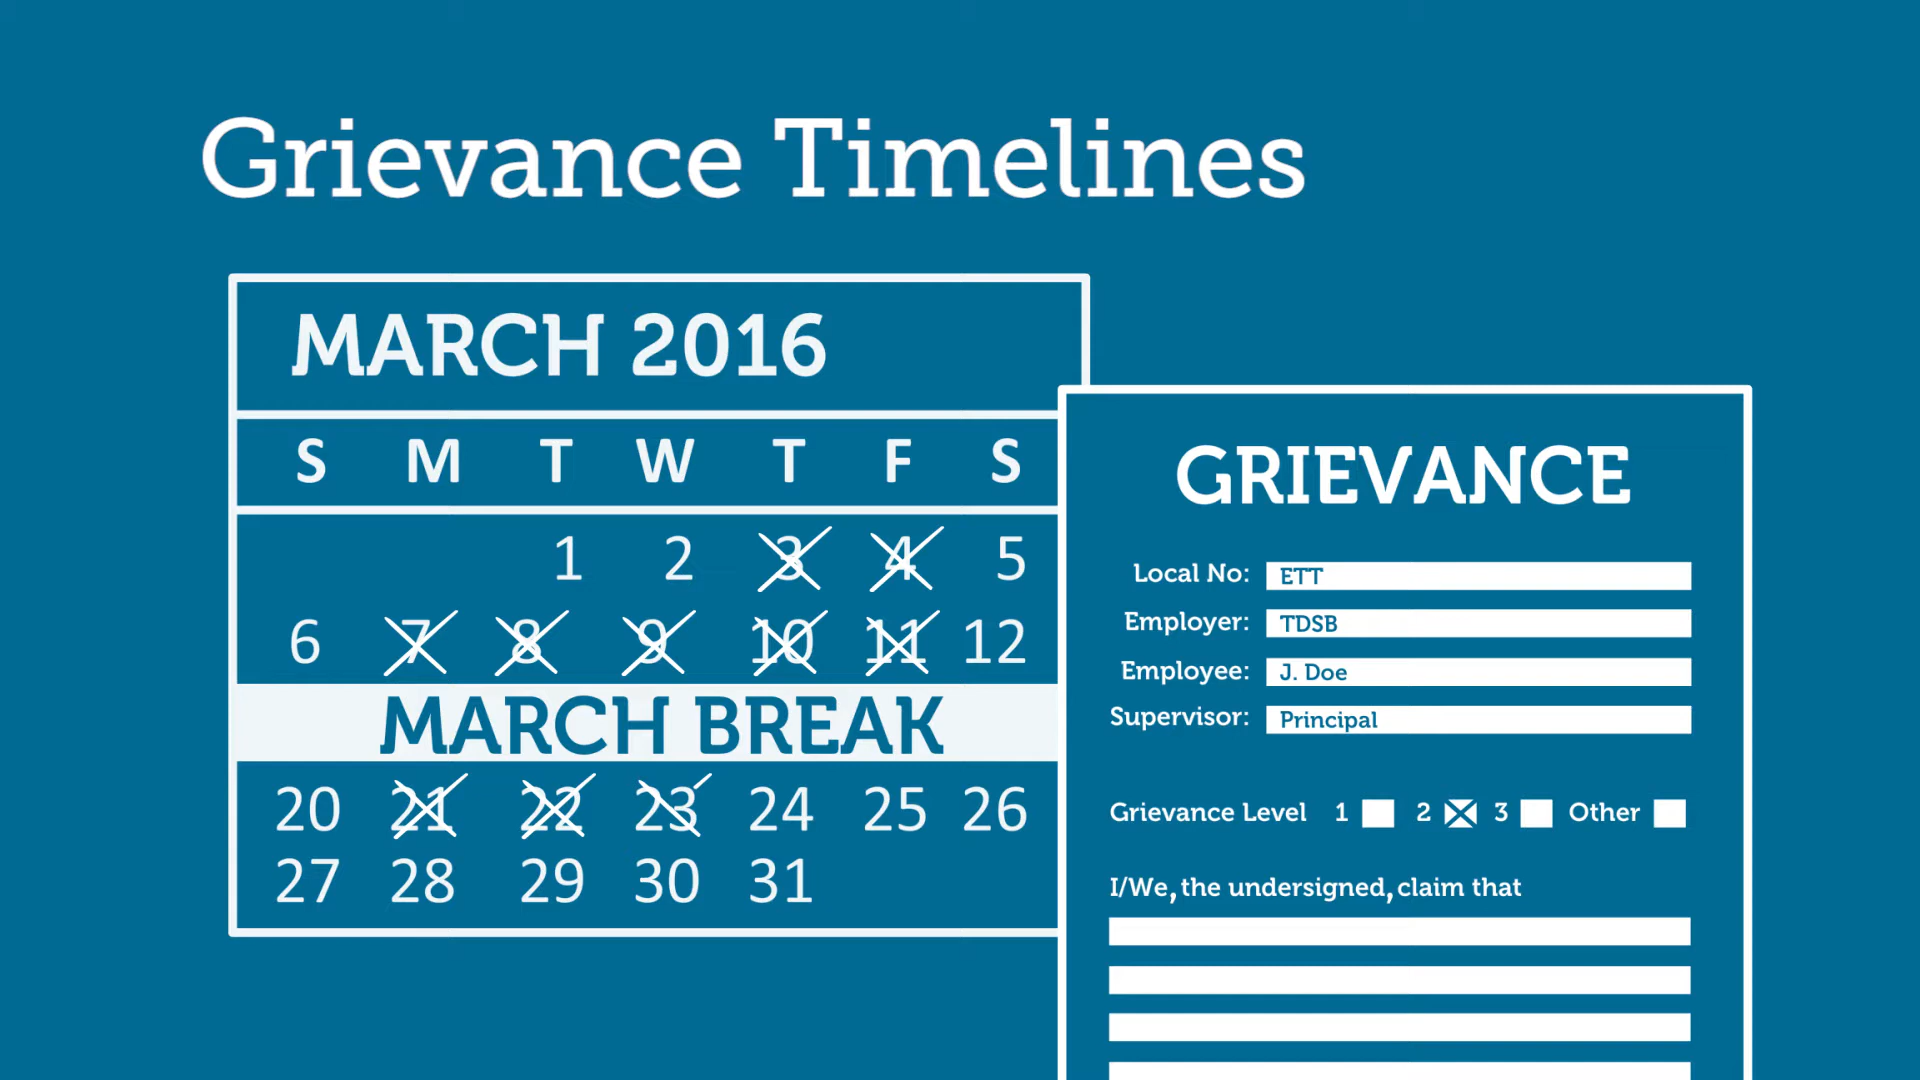 Grievance Timelines
MARCH 2016
S M T W T F S
1 2 3 4 5
6 7 8 9 10 11 12
MARCH BREAK
20 21 22 23 24 25 26
27 28 29 30 31
GRIEVANCE
Local No: ETT
Employer: TDSB
Employee: J. Doe
Supervisor: Principal
Grievance Level 1 2 3 Other
I/We, the undersigned, claim that